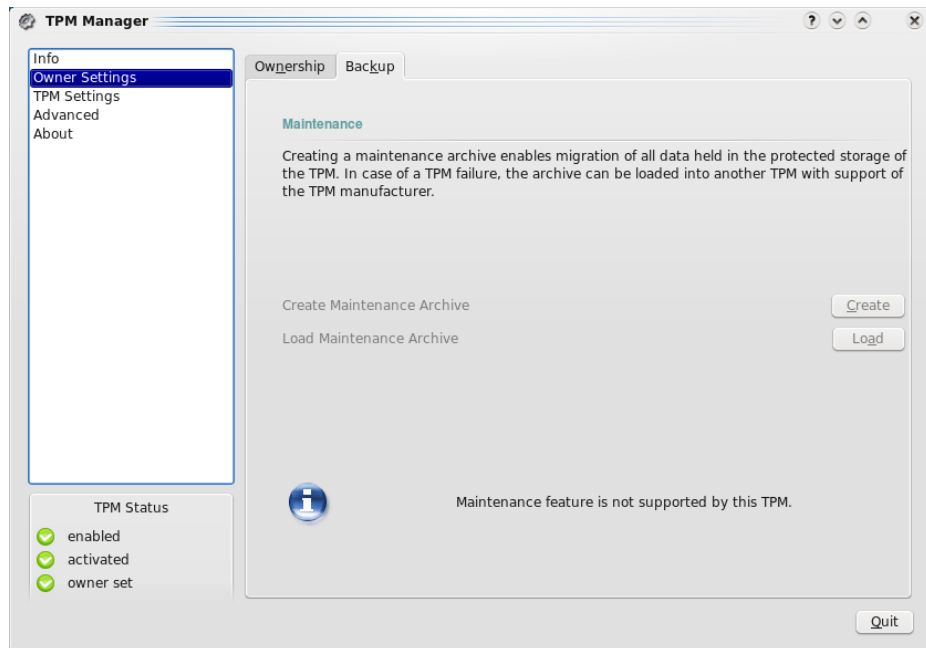 TPM Manager
Info
Owner Settings
TPM Settings
Advanced
About
Ownership Backup
Maintenance
Creating a maintenance archive enables migration of all data held in the protected storage of
the TPM. In case of a TPM failure, the archive can be loaded into another TPM with support of
the TPM manufacturer.
Create Maintenance Archive Create
Load Maintenance Archive Load
Maintenance feature is not supported by this TPM.
TPM Status
enabled
activated
owner set
Quit